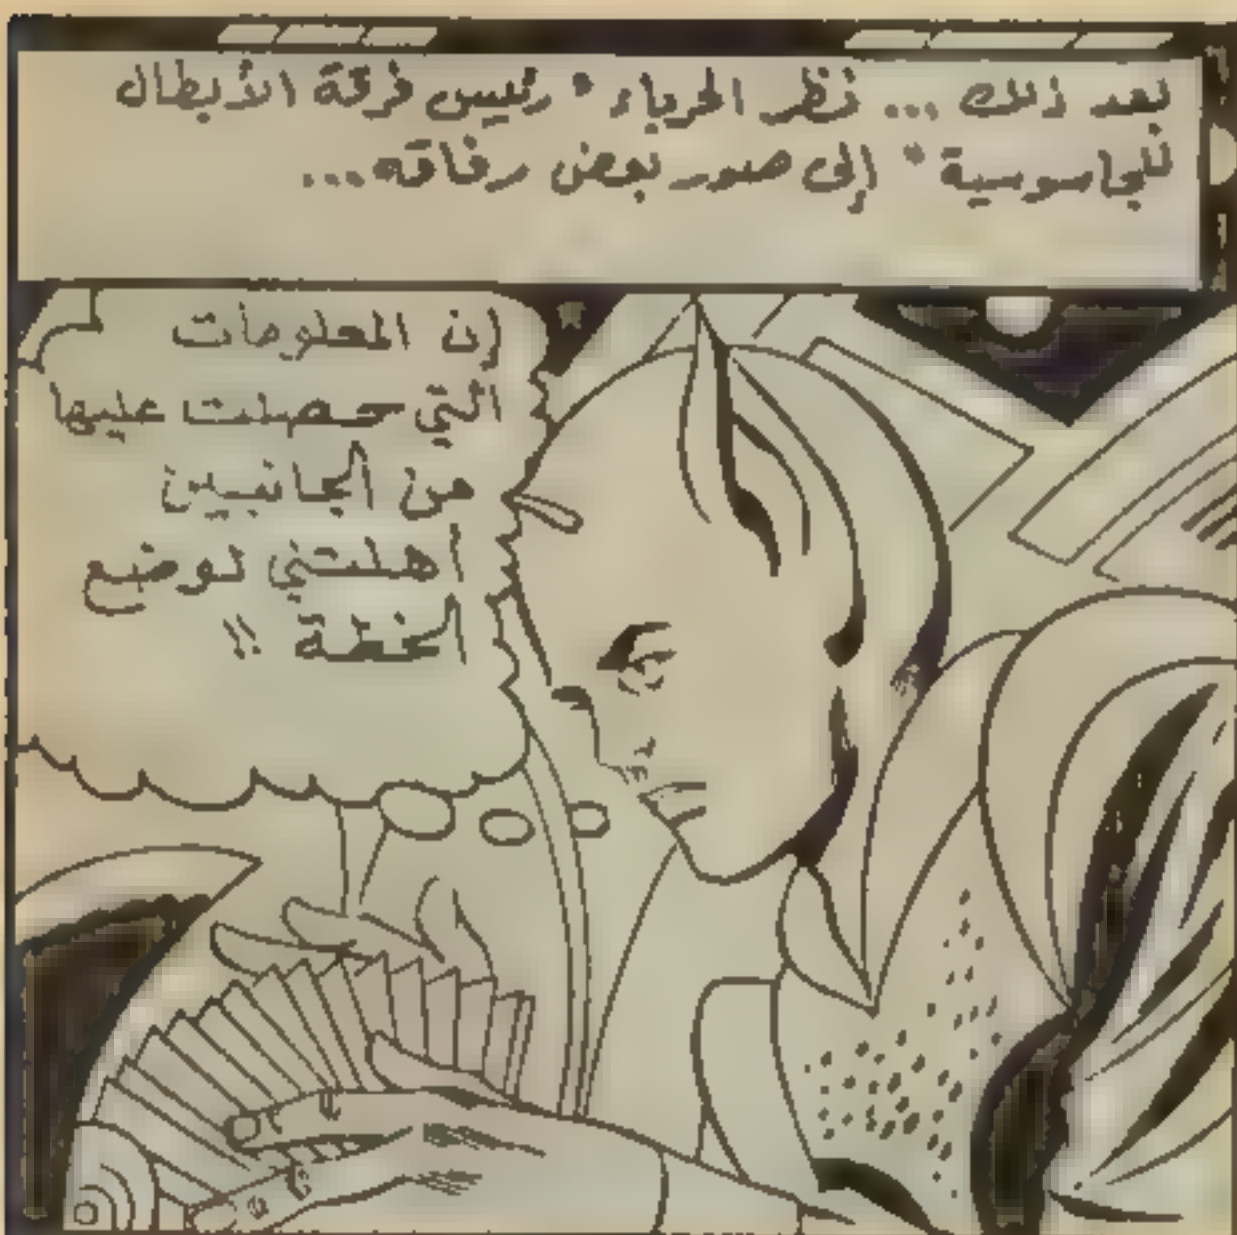 بعد ذلك ... نظر الحرباء " رئيس فرقة الأبطال
للجاسوسية " إلى صور بعض رفاقه...
إن المعلومات
التي حصلت عليها
من الجانبين
أهلتني لوضع
الخطة !!